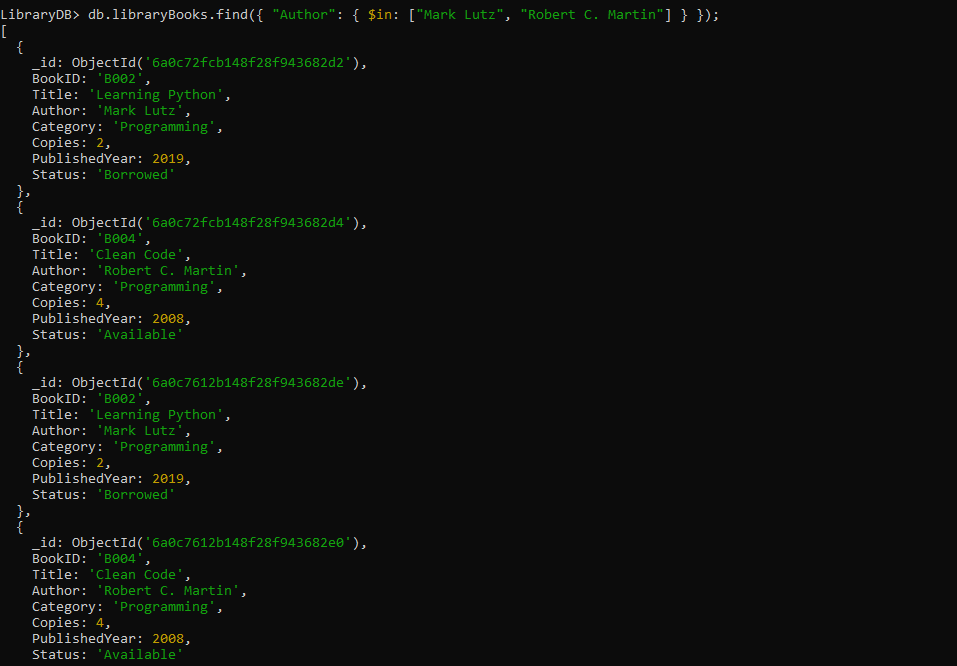 LibraryDB> db.libraryBooks.find({ "Author": { $in: ["Mark Lutz", "Robert C. Martin"] } });
[
  {
    _id: ObjectId('6a0c72fcb148f28f943682d2'),
    BookID: 'B002',
    Title: 'Learning Python',
    Author: 'Mark Lutz',
    Category: 'Programming',
    Copies: 2,
    PublishedYear: 2019,
    Status: 'Borrowed'
  },
  {
    _id: ObjectId('6a0c72fcb148f28f943682d4'),
    BookID: 'B004',
    Title: 'Clean Code',
    Author: 'Robert C. Martin',
    Category: 'Programming',
    Copies: 4,
    PublishedYear: 2008,
    Status: 'Available'
  },
  {
    _id: ObjectId('6a0c7612b148f28f943682de'),
    BookID: 'B002',
    Title: 'Learning Python',
    Author: 'Mark Lutz',
    Category: 'Programming',
    Copies: 2,
    PublishedYear: 2019,
    Status: 'Borrowed'
  },
  {
    _id: ObjectId('6a0c7612b148f28f943682e0'),
    BookID: 'B004',
    Title: 'Clean Code',
    Author: 'Robert C. Martin',
    Category: 'Programming',
    Copies: 4,
    PublishedYear: 2008,
    Status: 'Available'